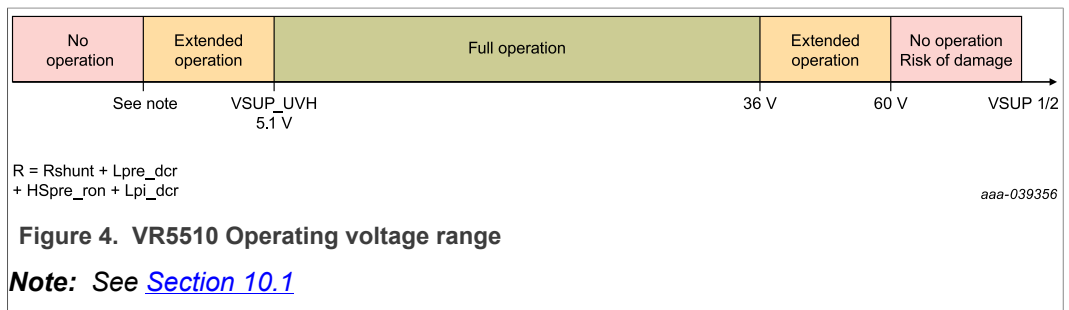 No
operation
Extended
operation
Full operation
Extended
operation
No operation
Risk of damage
See note
VSUP_UVH
5.1 V
36 V
60 V
VSUP 1/2
R = Rshunt + Lpre_dcr
+ HSpre_ron + Lpi_dcr
aaa-039356
Figure 4. VR5510 Operating voltage range
Note: See Section 10.1